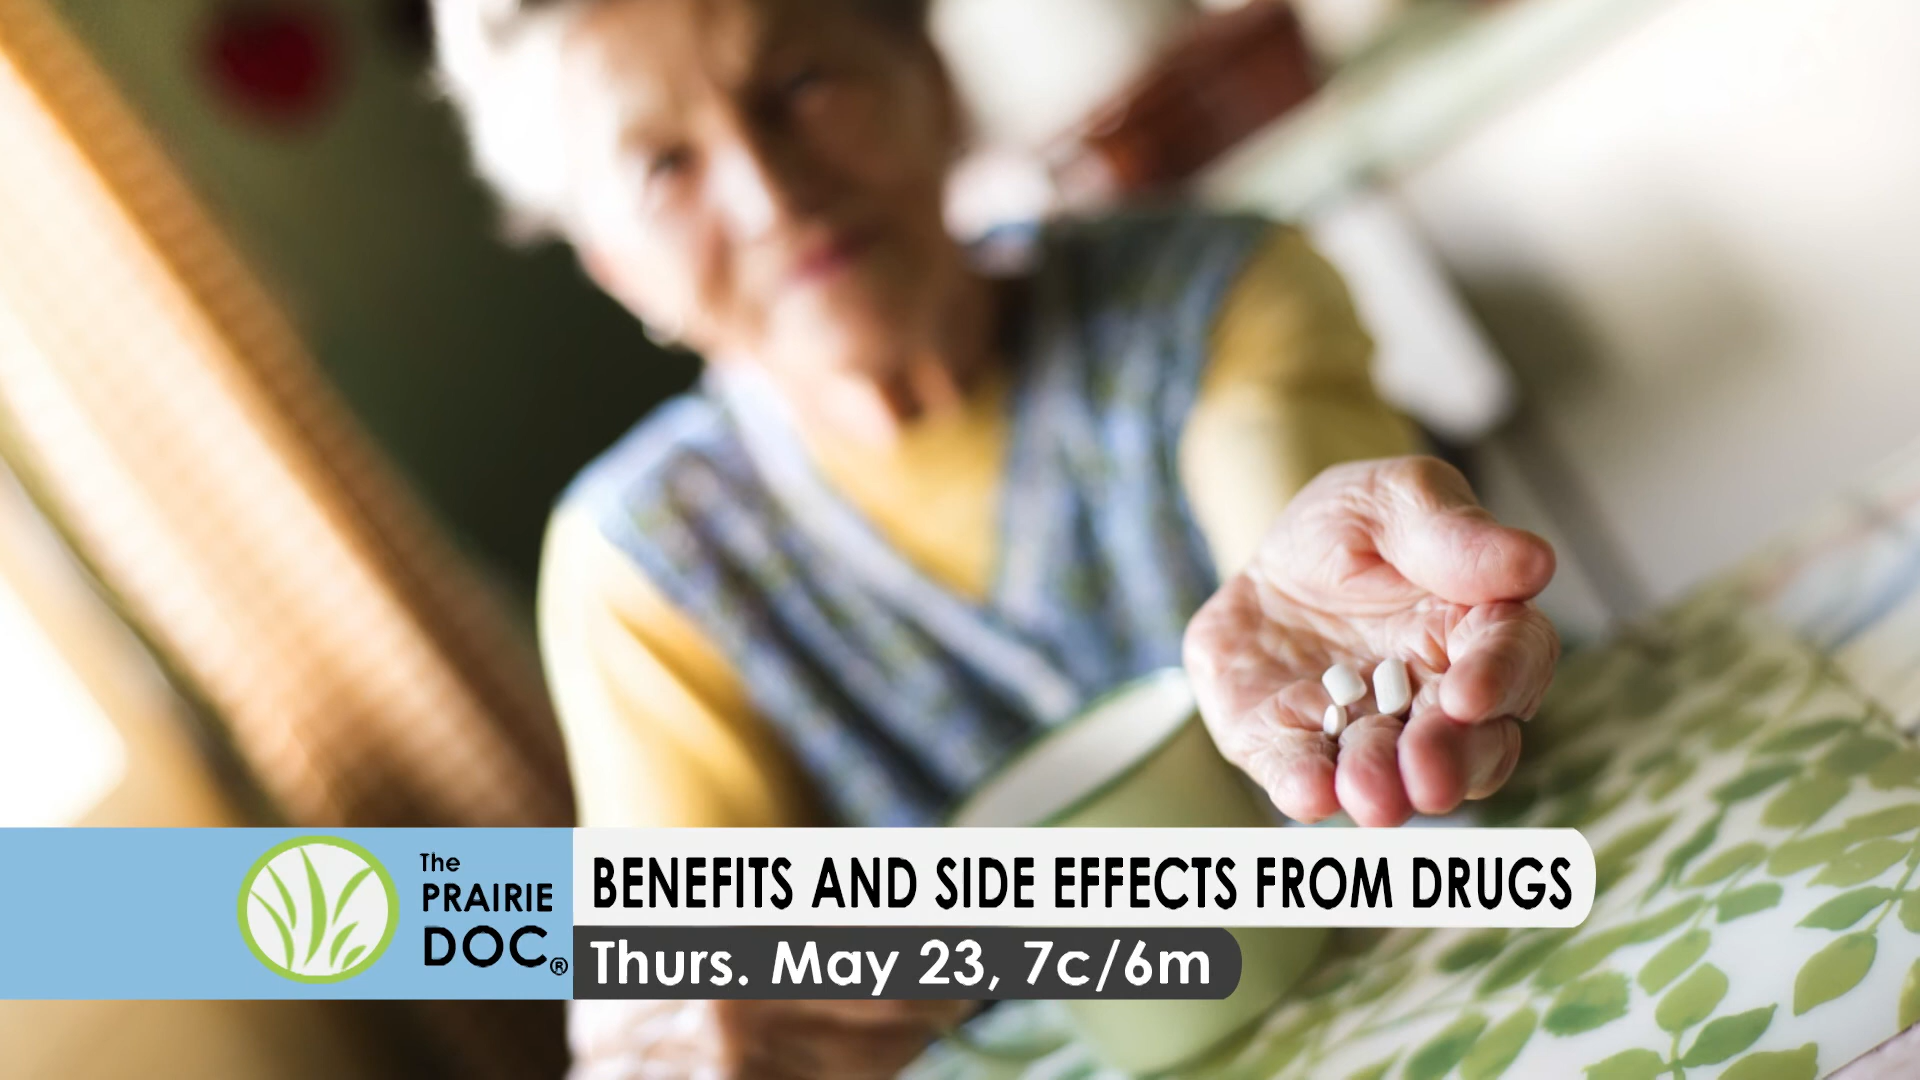 The
PRAIRIE
DOC®
BENEFITS AND SIDE EFFECTS FROM DRUGS
Thurs. May 23, 7c/6m